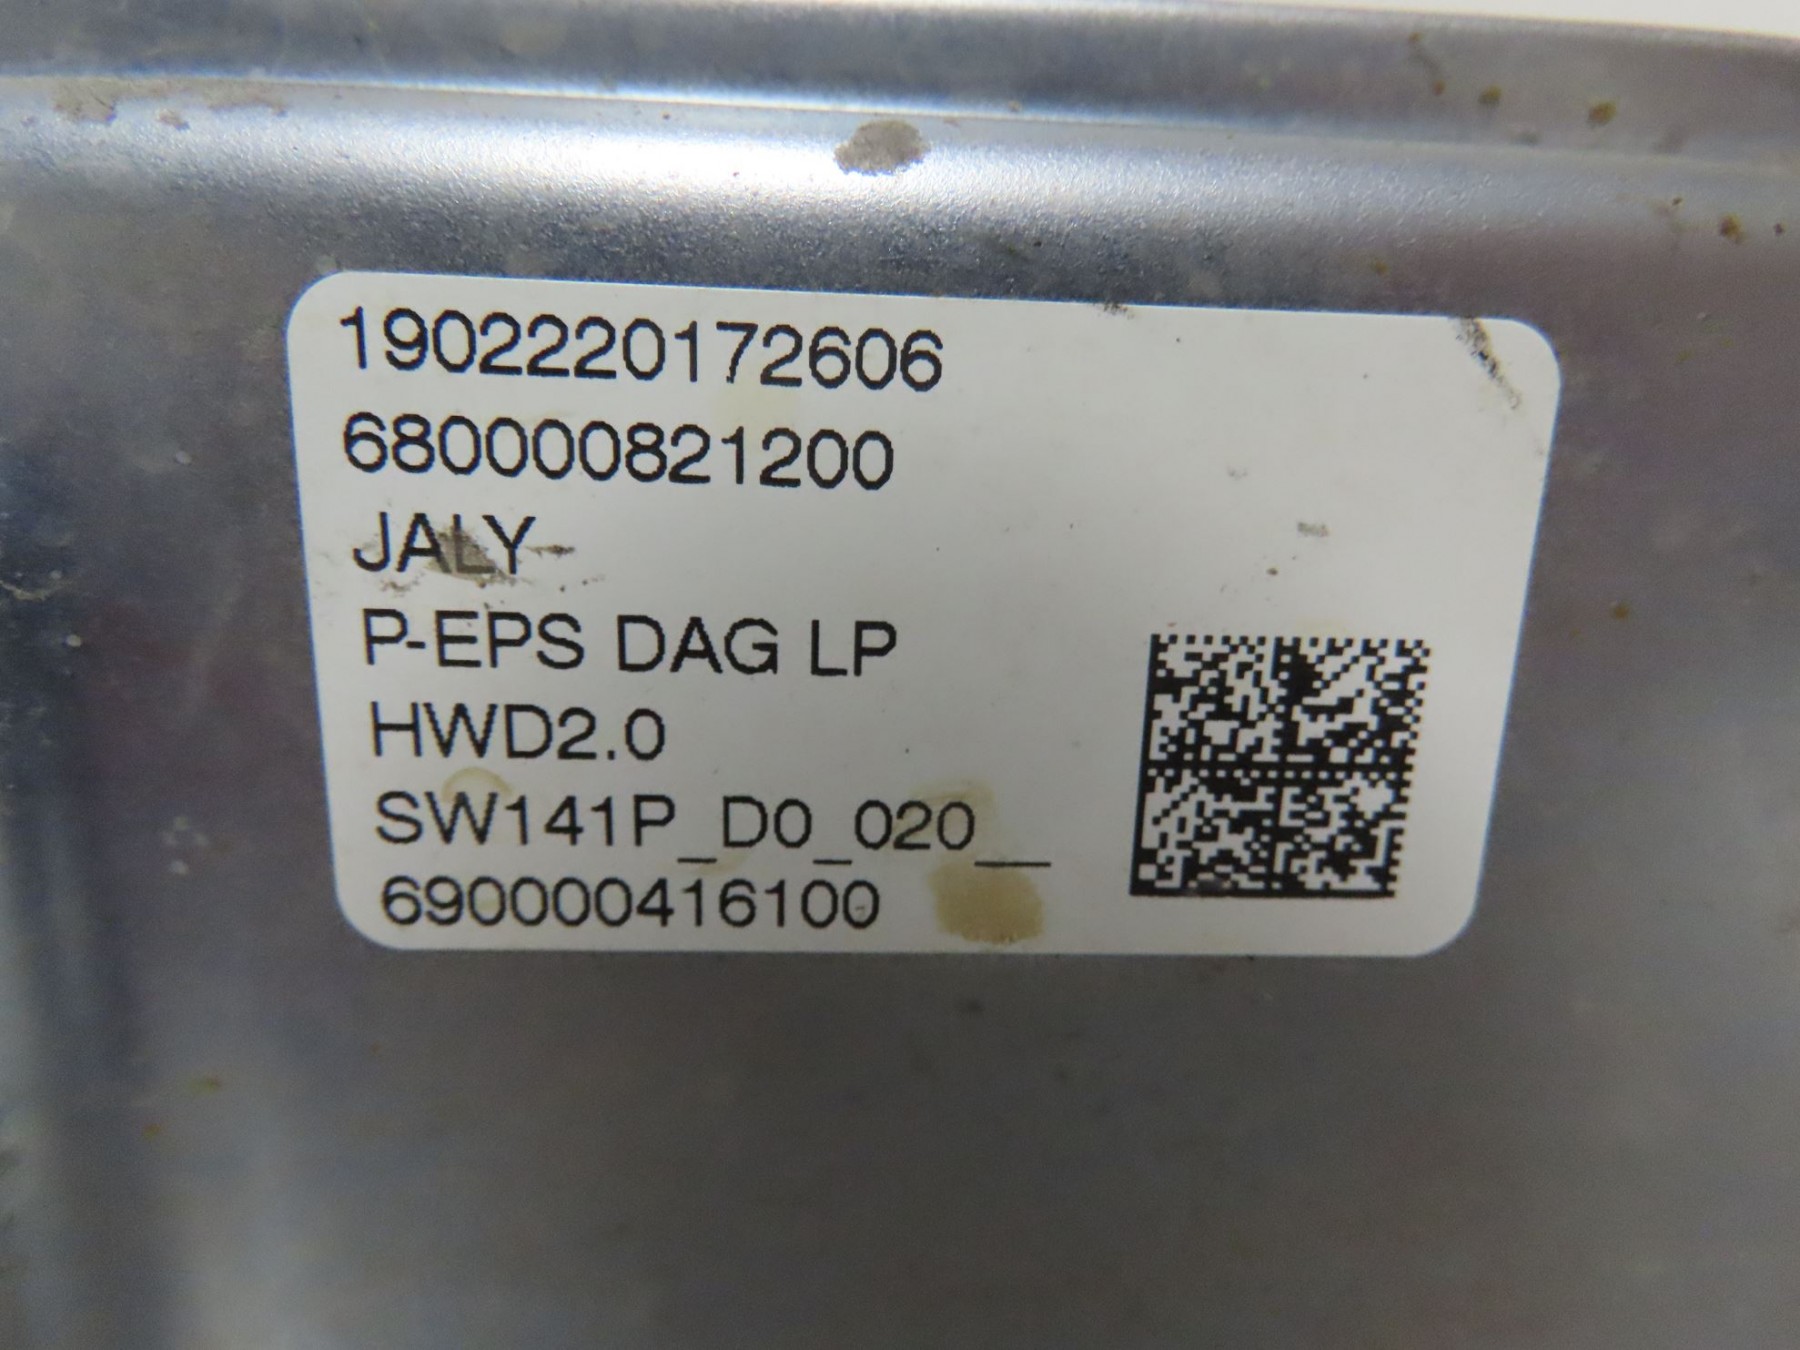 1902220172606
680000821200
JALY
P-EPS DAG LP
HWD2.0
SW141P_D0_020__
690000416100